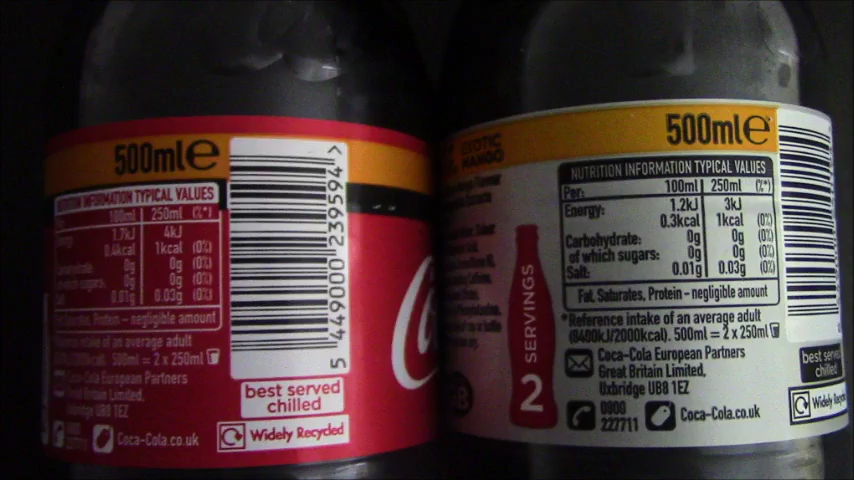 500ml e
NUTRITION INFORMATION TYPICAL VALUES
100ml 250ml (%*)
1.7kJ 4kJ
0.4kcal 1kcal (0%)
0g 0g (0%)
of which sugars: 0g 0g (0%)
Salt 0.01g 0.03g (0%)
Protein – negligible amount
intake of an average adult
500ml = 2 x 250ml
Coca-Cola European Partners
Great Britain Limited,
Uxbridge UB8 1EZ
0800
Coca-Cola.co.uk
5 449000 239594 >
best served
chilled
Widely Recycled
EXOTIC
MANGO
500ml e
NUTRITION INFORMATION TYPICAL VALUES
Per: 100ml 250ml (%*)
Energy: 1.2kJ 3kJ
0.3kcal 1kcal (0%)
Carbohydrate: 0g 0g (0%)
of which sugars: 0g 0g (0%)
Salt: 0.01g 0.03g (0%)
Fat, Saturates, Protein – negligible amount
*Reference intake of an average adult
(8400kJ/2000kcal). 500ml = 2 x 250ml
2 SERVINGS
Coca-Cola European Partners
Great Britain Limited,
Uxbridge UB8 1EZ
0800
227711
Coca-Cola.co.uk
best served
chilled
Widely